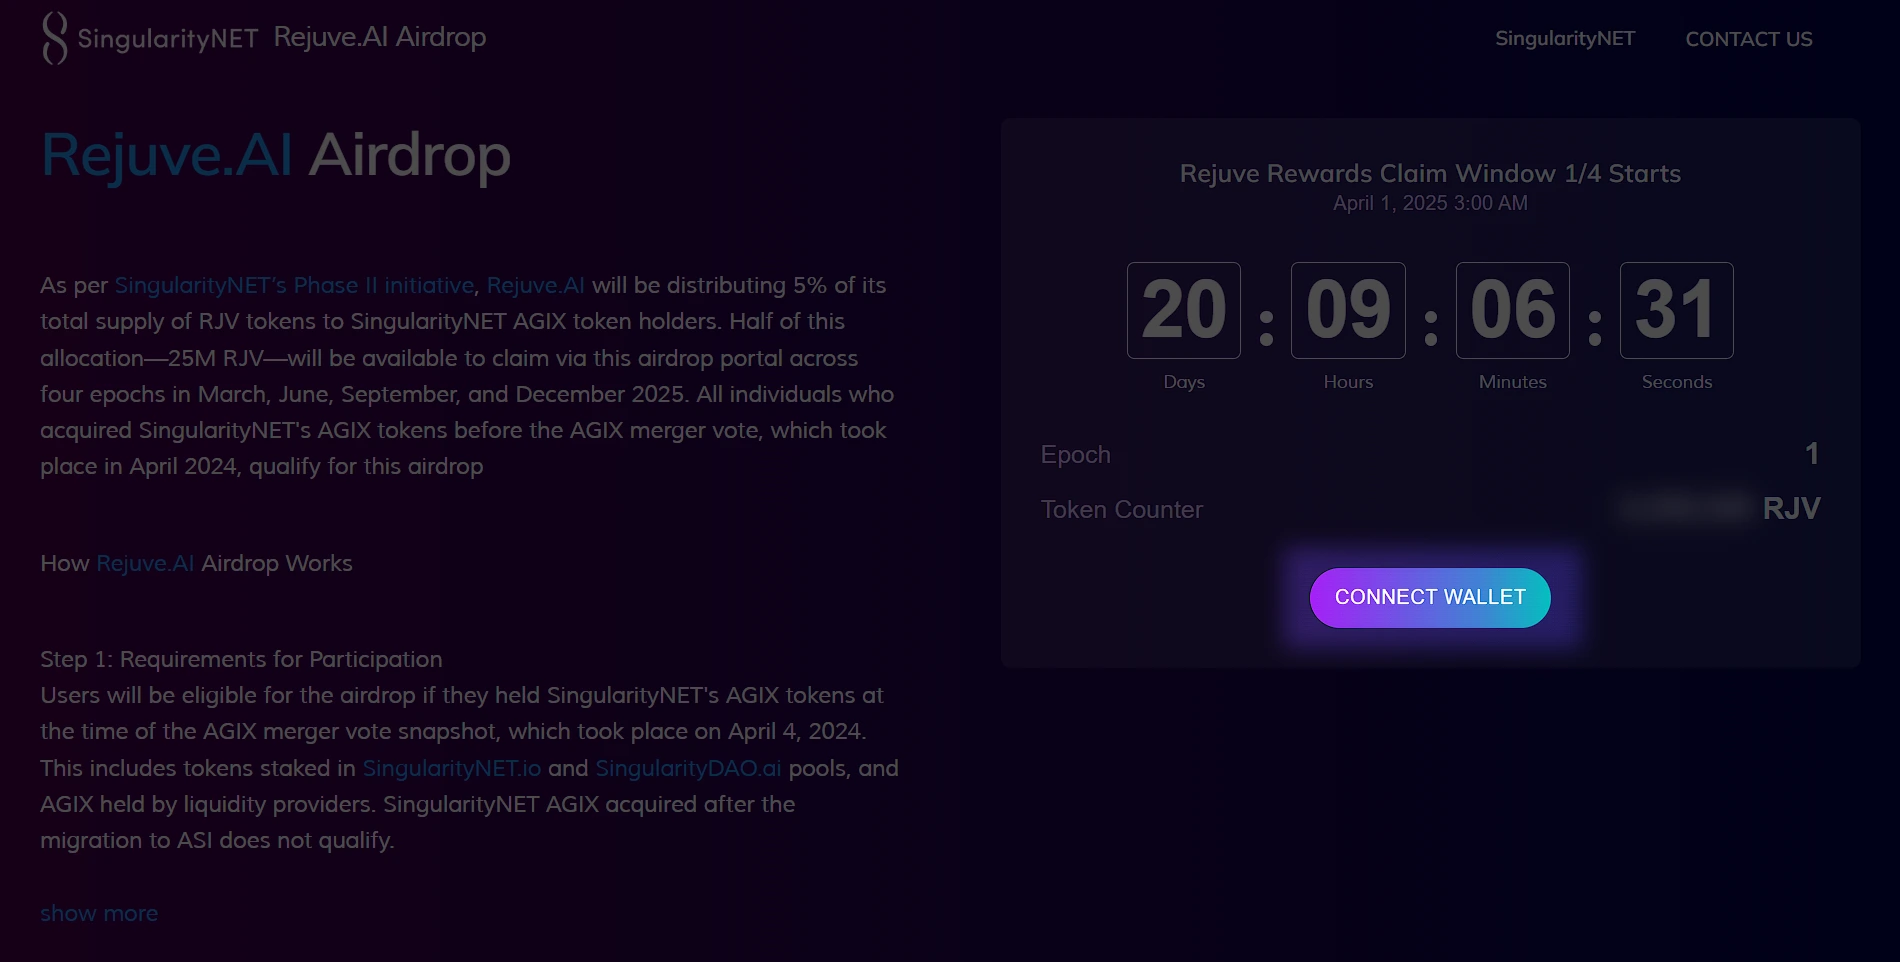 SingularityNET Rejuve.AI Airdrop
SingularityNET CONTACT US
Rejuve.AI Airdrop
As per SingularityNET's Phase II initiative, Rejuve.AI will be distributing 5% of its
total supply of RJV tokens to SingularityNET AGIX token holders. Half of this
allocation—25M RJV—will be available to claim via this airdrop portal across
four epochs in March, June, September, and December 2025. All individuals who
acquired SingularityNET's AGIX tokens before the AGIX merger vote, which took
place in April 2024, qualify for this airdrop
How Rejuve.AI Airdrop Works
Step 1: Requirements for Participation
Users will be eligible for the airdrop if they held SingularityNET's AGIX tokens at
the time of the AGIX merger vote snapshot, which took place on April 4, 2024.
This includes tokens staked in SingularityNET.io and SingularityDAO.ai pools, and
AGIX held by liquidity providers. SingularityNET AGIX acquired after the
migration to ASI does not qualify.
show more
Rejuve Rewards Claim Window 1/4 Starts
April 1, 2025 3:00 AM
20 : 09 : 06 : 31
Days Hours Minutes Seconds
Epoch 1
Token Counter RJV
CONNECT WALLET